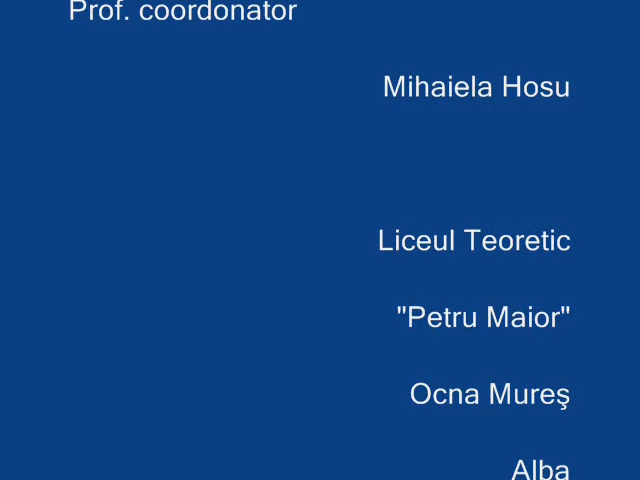 Prof. coordonator
Mihaiela Hosu
Liceul Teoretic
"Petru Maior"
Ocna Mureş
Alba